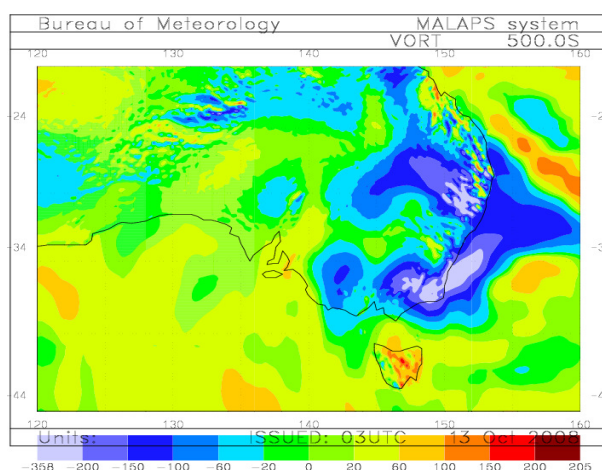 Bureau of Meteorology MALAPS system
VORT 500.0S
120 130 140 150 160
-24
-34
-44
120 130 140 150 160
Units: ISSUED: 03UTC 13 Oct 2008
-358 -200 -150 -100 -60 -20 0 20 60 100 150 200 205